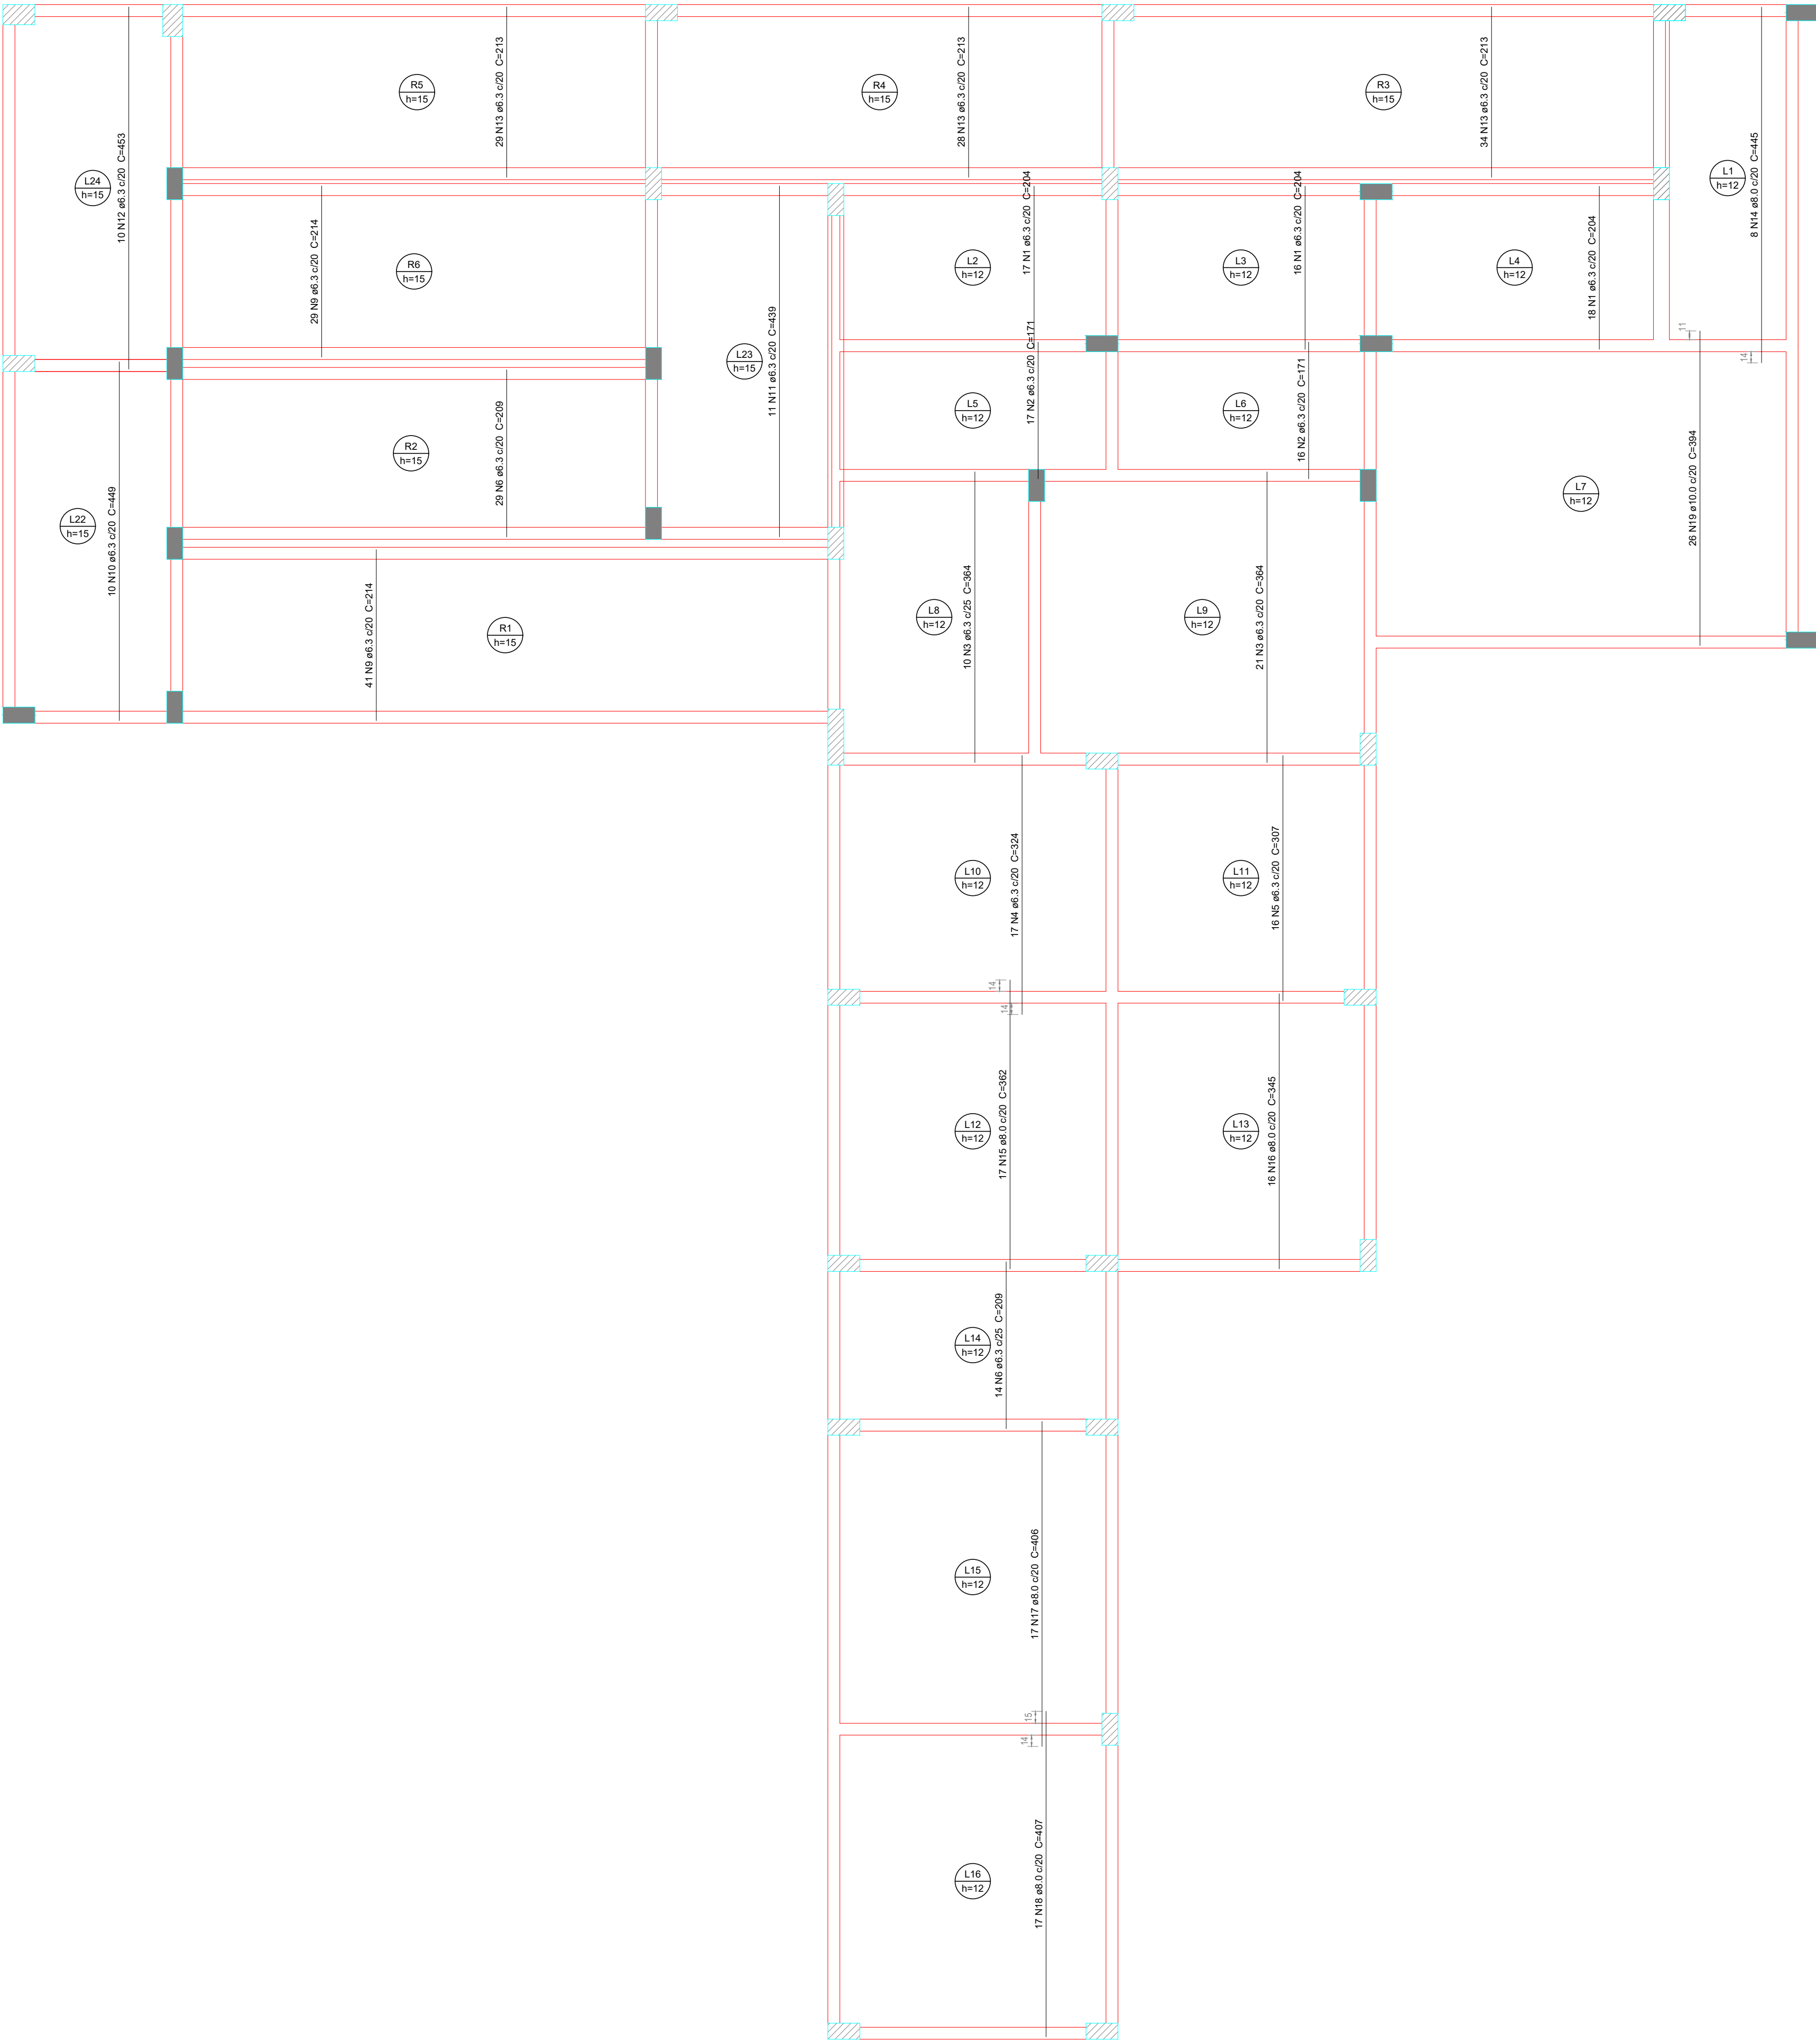 R5
h=15
29 N13 ø6.3 c/20 C=213
R4
h=15
28 N13 ø6.3 c/20 C=213
R3
h=15
34 N13 ø6.3 c/20 C=213
L24
h=15
10 N12 ø6.3 c/20 C=453
L1
h=12
8 N14 ø8.0 c/20 C=445
R6
h=15
29 N9 ø6.3 c/20 C=214
L23
h=15
11 N11 ø6.3 c/20 C=439
L2
h=12
17 N1 ø6.3 c/20 C=204
L3
h=12
16 N1 ø6.3 c/20 C=204
L4
h=12
18 N1 ø6.3 c/20 C=204
11
14
R2
h=15
29 N6 ø6.3 c/20 C=209
L5
h=12
17 N2 ø6.3 c/20 C=171
L6
h=12
16 N2 ø6.3 c/20 C=171
L7
h=12
26 N19 ø10.0 c/20 C=394
L22
h=15
10 N10 ø6.3 c/20 C=449
R1
h=15
41 N9 ø6.3 c/20 C=214
L8
h=12
10 N3 ø6.3 c/25 C=364
L9
h=12
21 N3 ø6.3 c/20 C=364
L10
h=12
17 N4 ø6.3 c/20 C=324
L11
h=12
16 N5 ø6.3 c/20 C=307
14
14
L12
h=12
17 N15 ø8.0 c/20 C=362
L13
h=12
16 N16 ø8.0 c/20 C=345
L14
h=12
14 N6 ø6.3 c/25 C=209
L15
h=12
17 N17 ø8.0 c/20 C=406
15
14
L16
h=12
17 N18 ø8.0 c/20 C=407